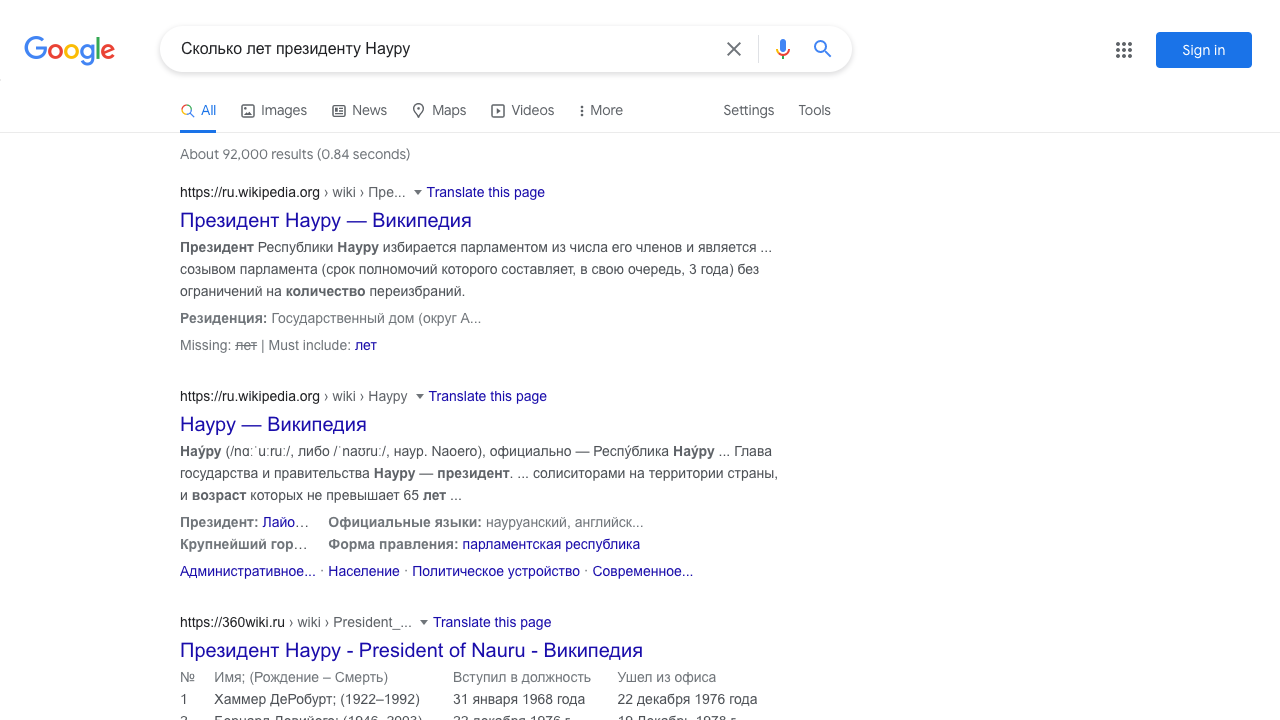 Google
Сколько лет президенту Науру
Sign in
All Images News Maps Videos More Settings Tools
About 92,000 results (0.84 seconds)
https://ru.wikipedia.org › wiki › Пре... Translate this page
Президент Науру — Википедия
Президент Республики Науру избирается парламентом из числа его членов и является ...
созывом парламента (срок полномочий которого составляет, в свою очередь, 3 года) без
ограничений на количество переизбраний.
Резиденция: Государственный дом (округ А...
Missing: лет | Must include: лет
https://ru.wikipedia.org › wiki › Науру Translate this page
Науру — Википедия
Нау́ру (/nɑːˈuːruː/, либо /ˈnaʊruː/, наур. Naoero), официально — Респу́блика Нау́ру ... Глава
государства и правительства Науру — президент. ... солиситорами на территории страны,
и возраст которых не превышает 65 лет ...
Президент: Лайо... Официальные языки: науруанский, английск...
Крупнейший гор... Форма правления: парламентская республика
Административное... · Население · Политическое устройство · Современное...
https://360wiki.ru › wiki › President_... Translate this page
Президент Науру - President of Nauru - Википедия
№ Имя; (Рождение – Смерть) Вступил в должность Ушел из офиса
1 Хаммер ДеРобурт; (1922–1992) 31 января 1968 года 22 декабря 1976 года